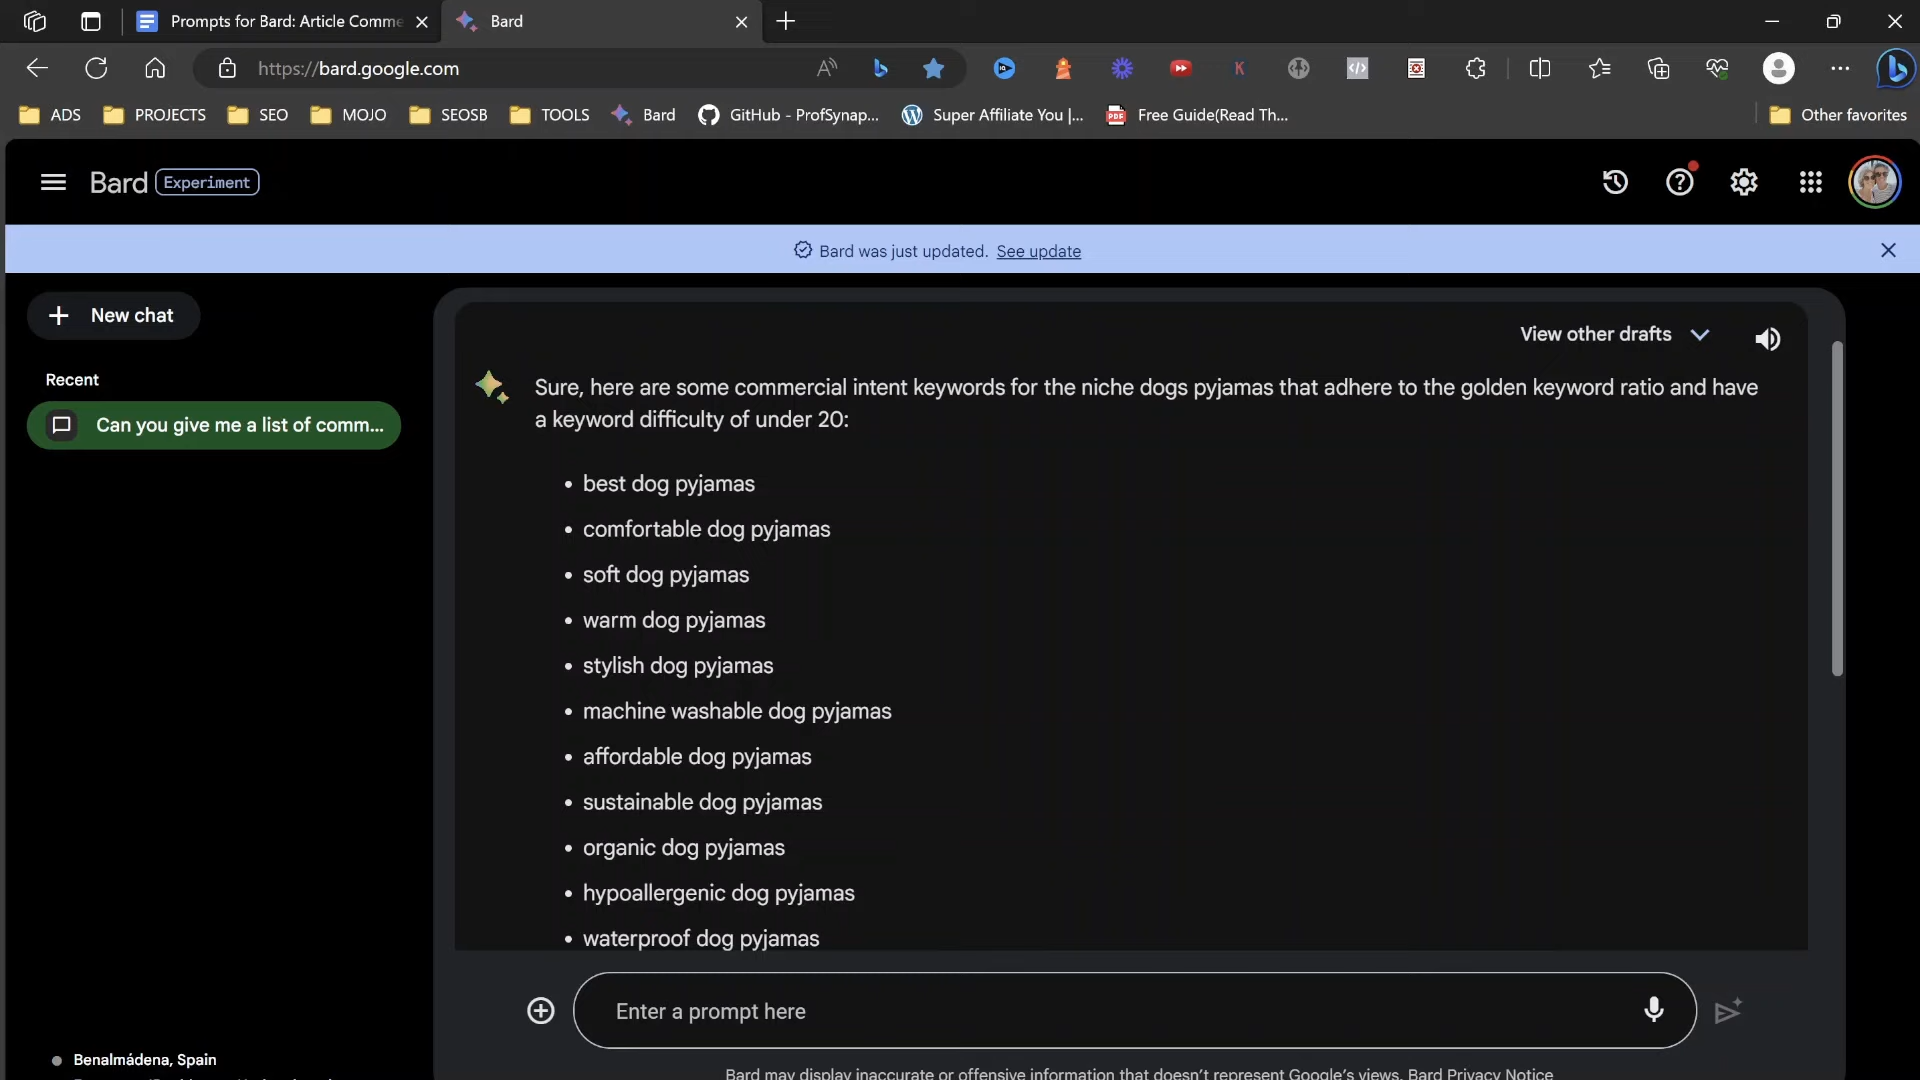 Prompts for Bard: Article Comme
Bard
https://bard.google.com
ADS
PROJECTS
SEO
MOJO
SEOSB
TOOLS
Bard
GitHub - ProfSynap...
Super Affiliate You |...
Free Guide(Read Th...
Other favorites
Bard Experiment
Bard was just updated. See update
New chat
View other drafts
Recent
Can you give me a list of comm...
Sure, here are some commercial intent keywords for the niche dogs pyjamas that adhere to the golden keyword ratio and have
a keyword difficulty of under 20:
• best dog pyjamas
• comfortable dog pyjamas
• soft dog pyjamas
• warm dog pyjamas
• stylish dog pyjamas
• machine washable dog pyjamas
• affordable dog pyjamas
• sustainable dog pyjamas
• organic dog pyjamas
• hypoallergenic dog pyjamas
• waterproof dog pyjamas
Enter a prompt here
Benalmádena, Spain
Bard may display inaccurate or offensive information that doesn't represent Google's views. Bard Privacy Notice